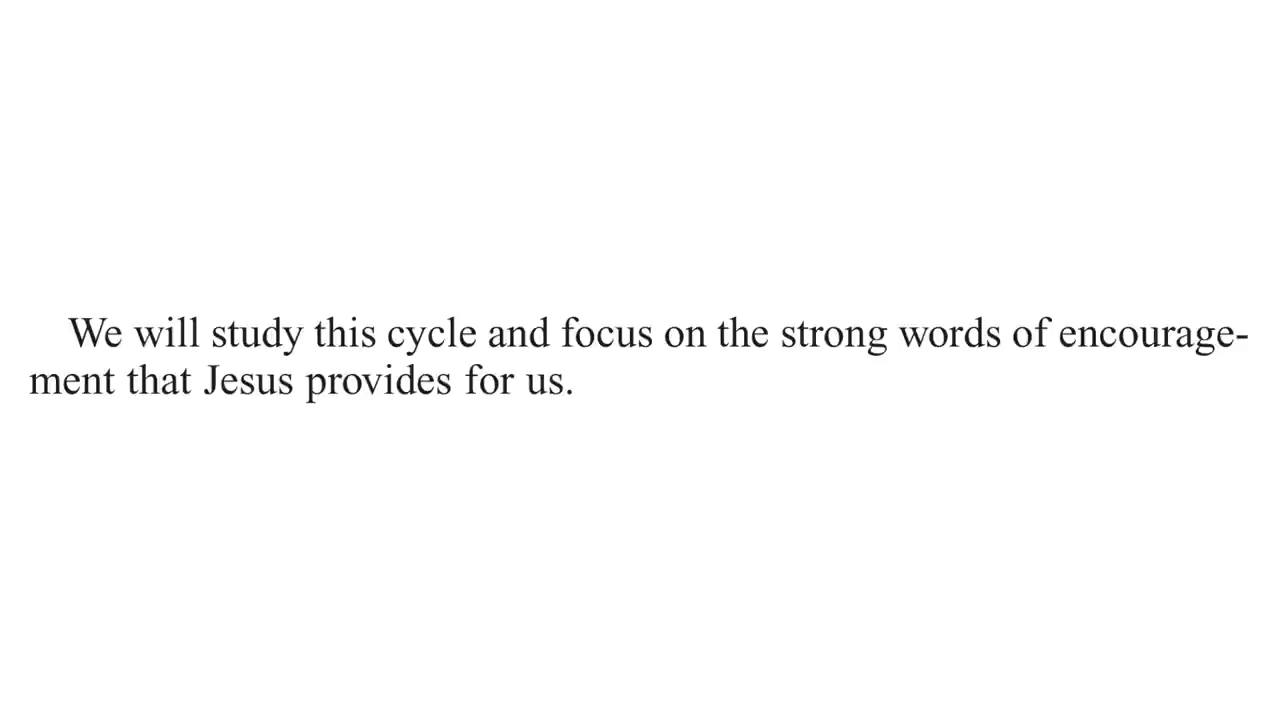 We will study this cycle and focus on the strong words of encourage-
ment that Jesus provides for us.